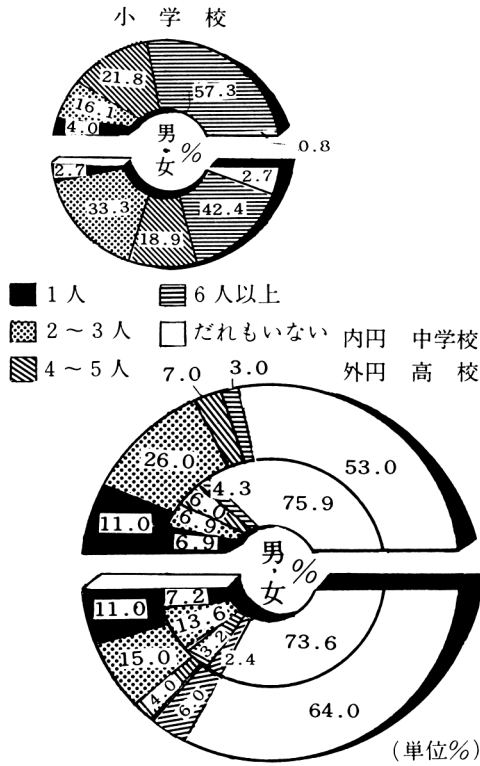 小学校
21.8
57.3
16.1
4.0
男・女 %
0.8
2.7
2.7
33.3
42.4
18.9
1人
6人以上
2～3人
だれもいない
4～5人
内円 中学校
外円 高校
7.0
3.0
26.0
53.0
4.3
75.9
6.0
6.9
11.0
6.9
男・女 %
7.2
11.0
13.6
73.6
3.2
15.0
2.4
4.0
6.0
64.0
(単位%)